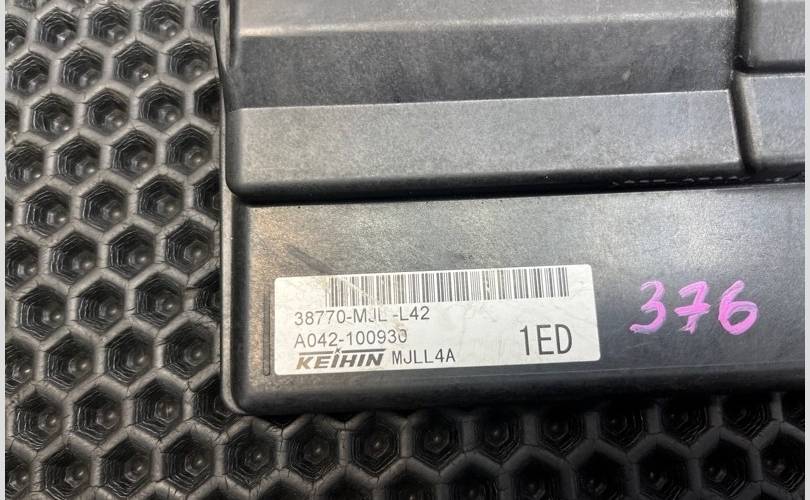 38770-MJL-L42
A042-100930
KEIHIN MJLL4A
1ED
376